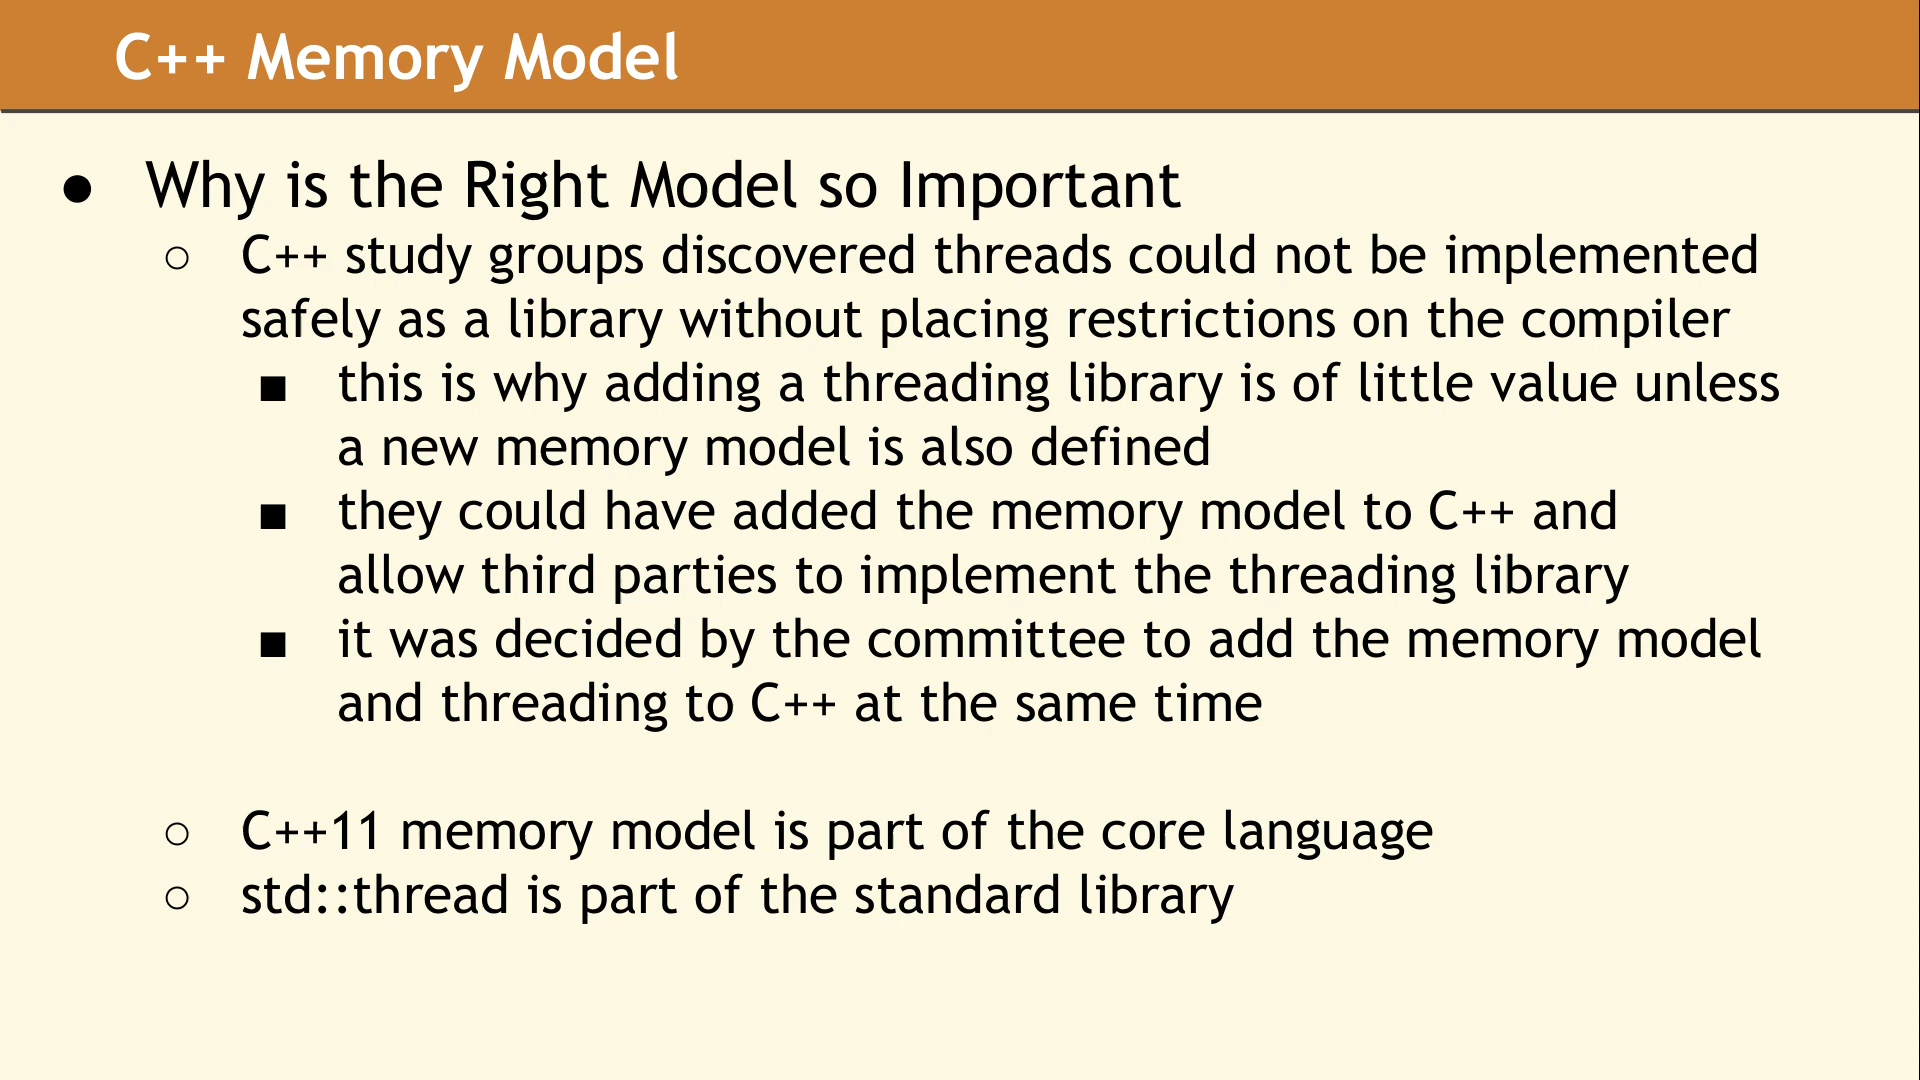 C++ Memory Model
● Why is the Right Model so Important
○ C++ study groups discovered threads could not be implemented
safely as a library without placing restrictions on the compiler
■ this is why adding a threading library is of little value unless
a new memory model is also defined
■ they could have added the memory model to C++ and
allow third parties to implement the threading library
■ it was decided by the committee to add the memory model
and threading to C++ at the same time
○ C++11 memory model is part of the core language
○ std::thread is part of the standard library